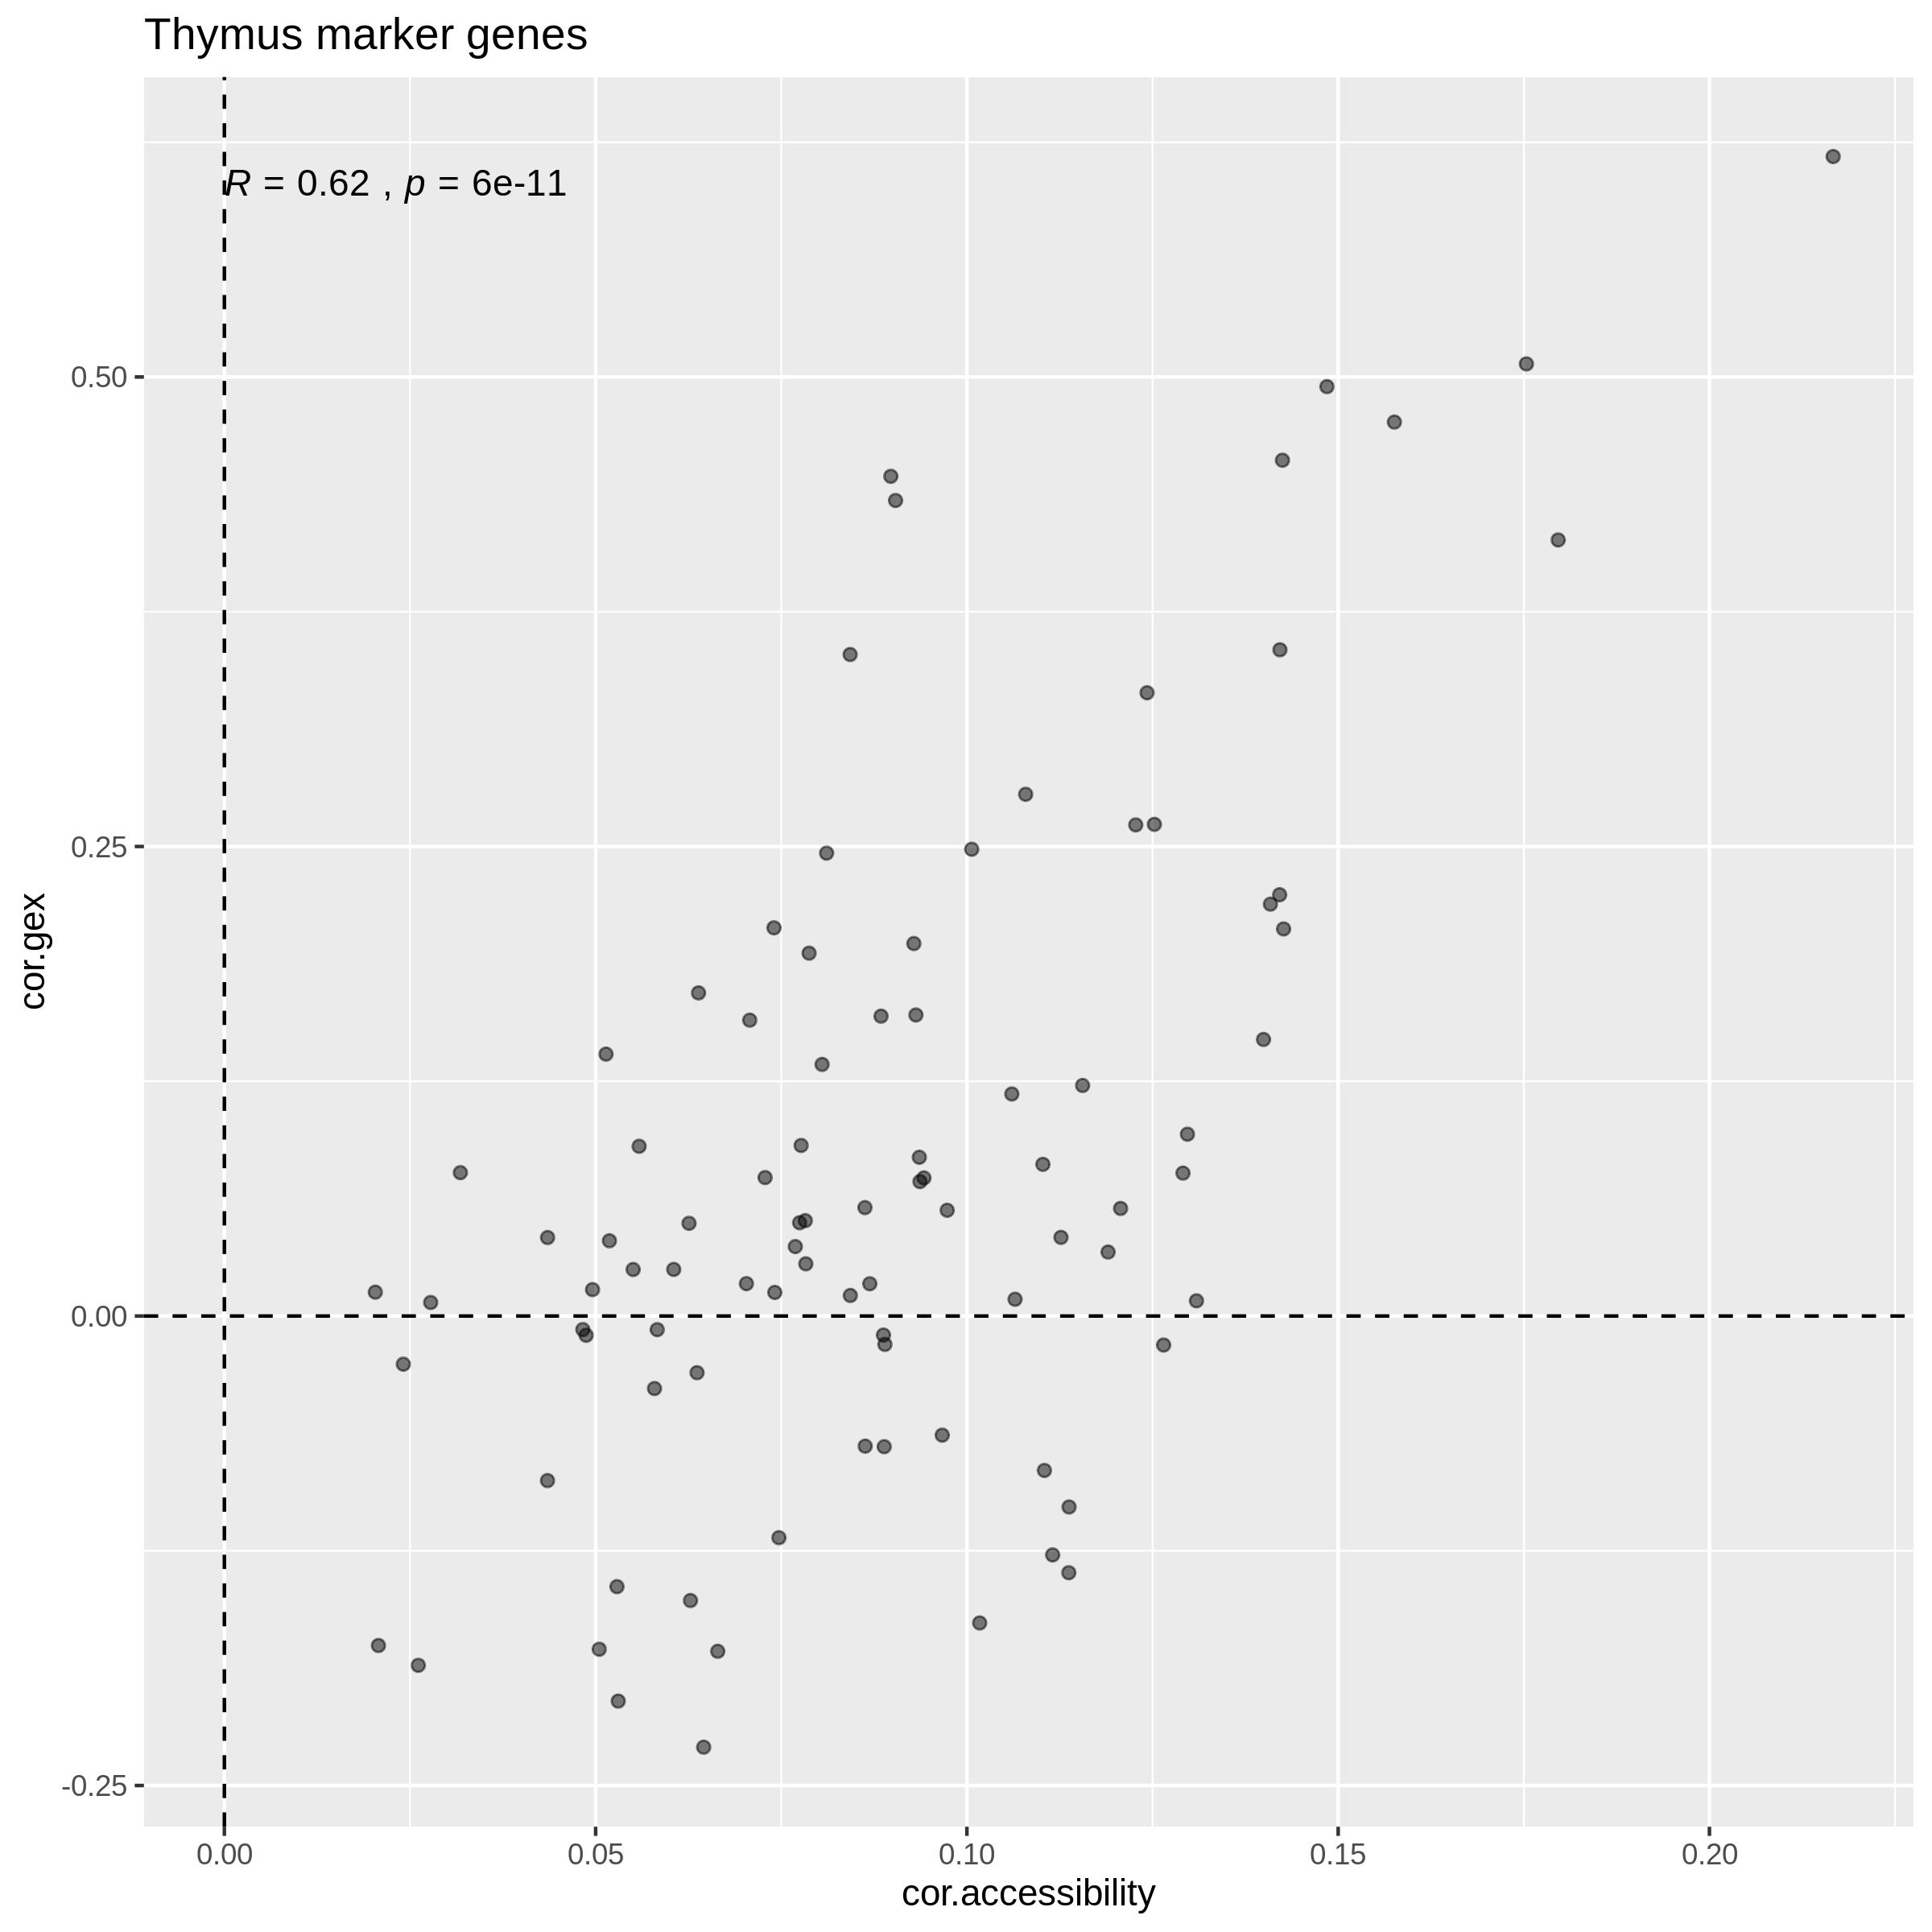 Thymus marker genes
R = 0.62 , p = 6e-11
0.50
0.25
0.00
-0.25
cor.gex
0.00 0.05 0.10 0.15 0.20
cor.accessibility